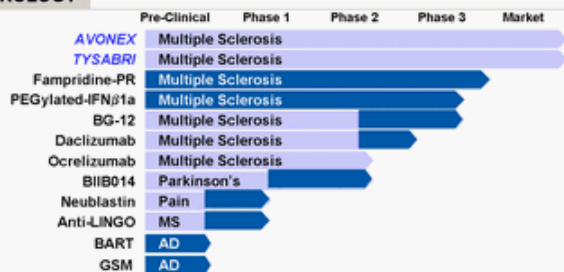 Pre-Clinical Phase 1 Phase 2 Phase 3 Market
AVONEX Multiple Sclerosis
TYSABRI Multiple Sclerosis
Fampridine-PR Multiple Sclerosis
PEGylated-IFNβ1a Multiple Sclerosis
BG-12 Multiple Sclerosis
Daclizumab Multiple Sclerosis
Ocrelizumab Multiple Sclerosis
BIIB014 Parkinson's
Neublastin Pain
Anti-LINGO MS
BART AD
GSM AD